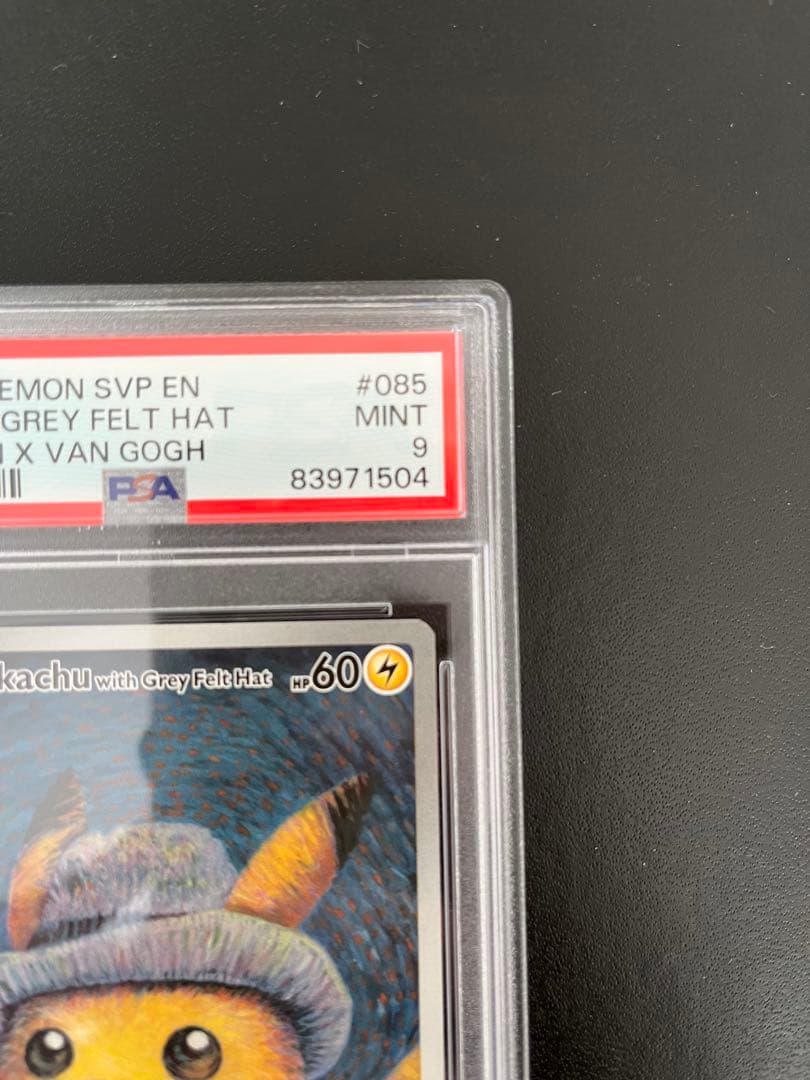 EMON SVP EN #085
GREY FELT HAT MINT
X VAN GOGH 9
83971504
PSA
kachu with Grey Felt Hat HP60